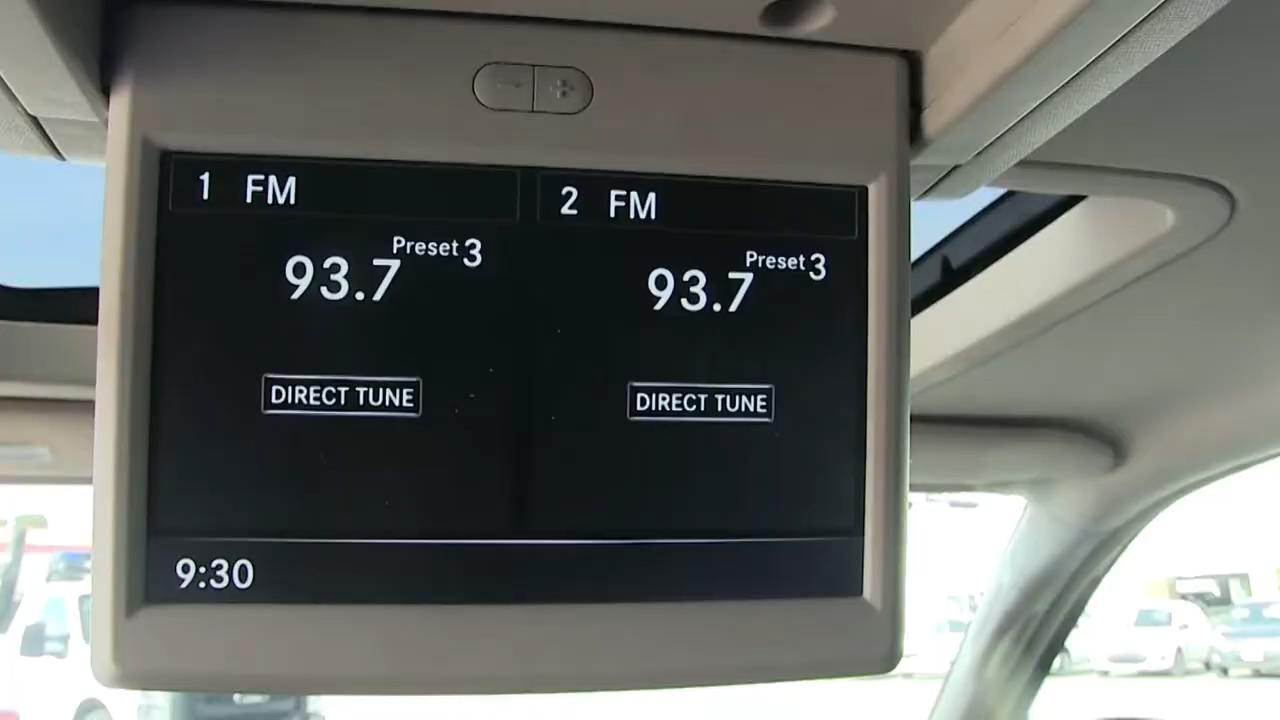 1 FM
Preset 3
93.7
DIRECT TUNE
2 FM
Preset 3
93.7
DIRECT TUNE
9:30